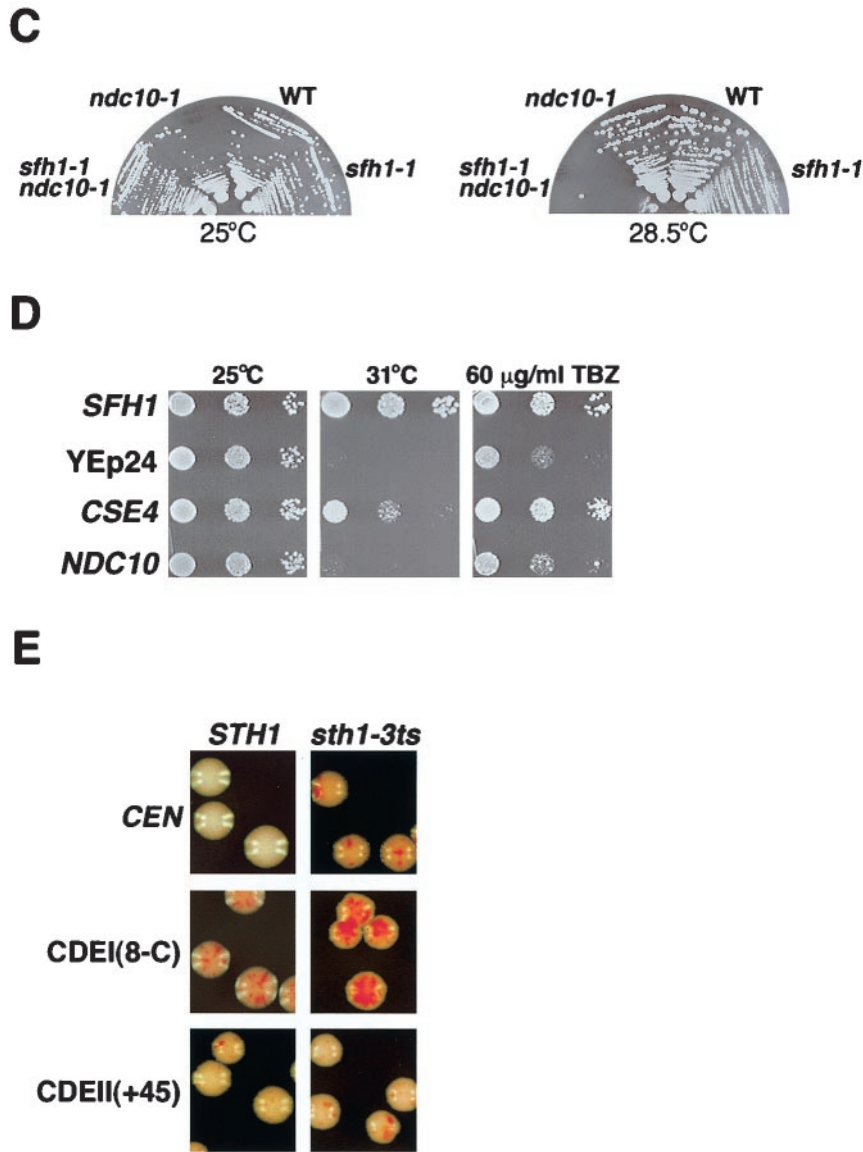 C
ndc10-1 WT ndc10-1 WT
sfh1-1 sfh1-1 sfh1-1 sfh1-1
ndc10-1 ndc10-1
25°C 28.5°C
D
25°C 31°C 60 μg/ml TBZ
SFH1
YEp24
CSE4
NDC10
E
STH1 sth1-3ts
CEN
CDEI(8-C)
CDEII(+45)